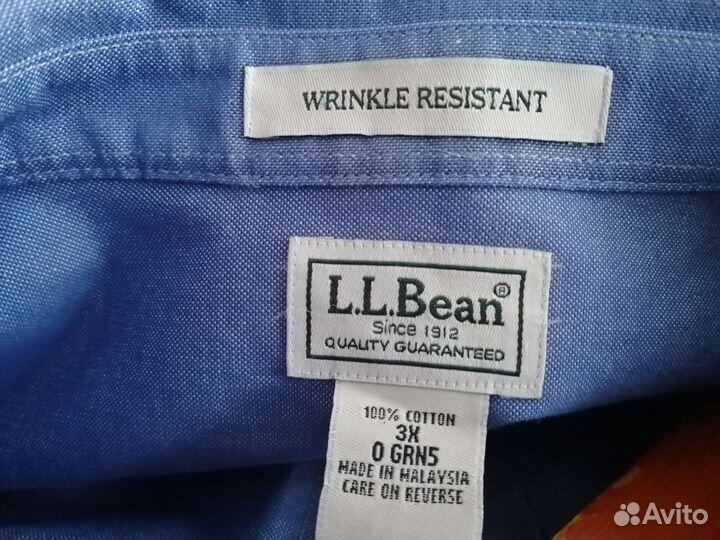 WRINKLE RESISTANT
L.L.Bean®
Since 1912
QUALITY GUARANTEED
100% COTTON
3X
0 GRN5
MADE IN MALAYSIA
CARE ON REVERSE
Avito